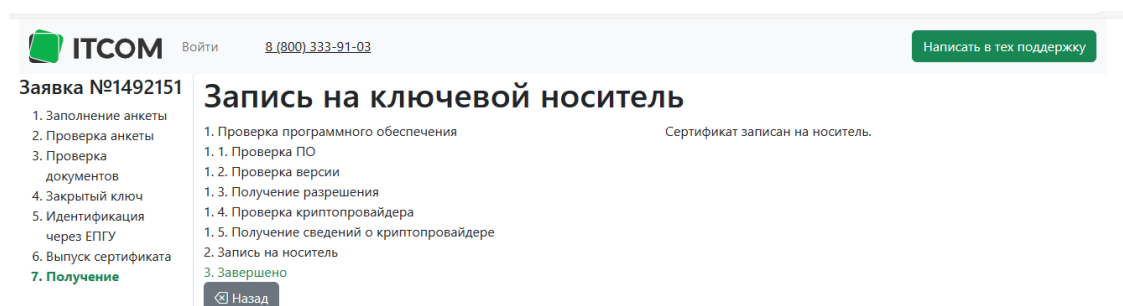 ITCOM Войти 8 (800) 333-91-03 Написать в тех поддержку
Заявка №1492151
1. Заполнение анкеты
2. Проверка анкеты
3. Проверка
документов
4. Закрытый ключ
5. Идентификация
через ЕПГУ
6. Выпуск сертификата
7. Получение
Запись на ключевой носитель
1. Проверка программного обеспечения
1. 1. Проверка ПО
1. 2. Проверка версии
1. 3. Получение разрешения
1. 4. Проверка криптопровайдера
1. 5. Получение сведений о криптопровайдере
2. Запись на носитель
3. Завершено
Назад
Сертификат записан на носитель.